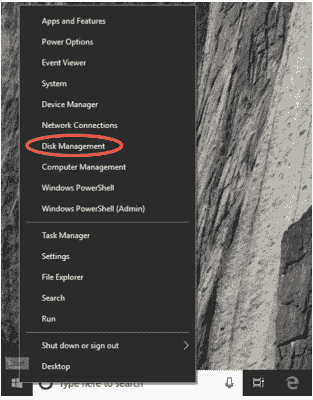 Apps and Features
Power Options
Event Viewer
System
Device Manager
Network Connections
Disk Management
Computer Management
Windows PowerShell
Windows PowerShell (Admin)
Task Manager
Settings
File Explorer
Search
Run
Shut down or sign out
Desktop
Type here to search